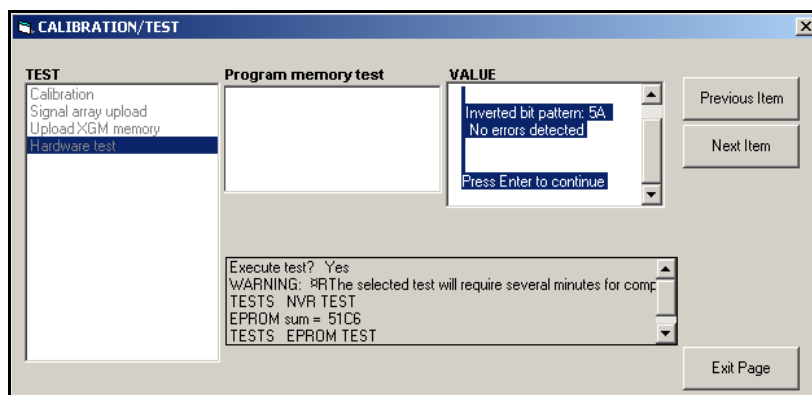 CALIBRATION/TEST
TEST
Calibration
Signal array upload
Upload XGM memory
Hardware test
Program memory test
VALUE
Inverted bit pattern: 5A
No errors detected
Press Enter to continue
Previous Item
Next Item
Execute test? Yes
WARNING: ¤RThe selected test will require several minutes for comp
TESTS NVR TEST
EPROM sum = 51C6
TESTS EPROM TEST
Exit Page